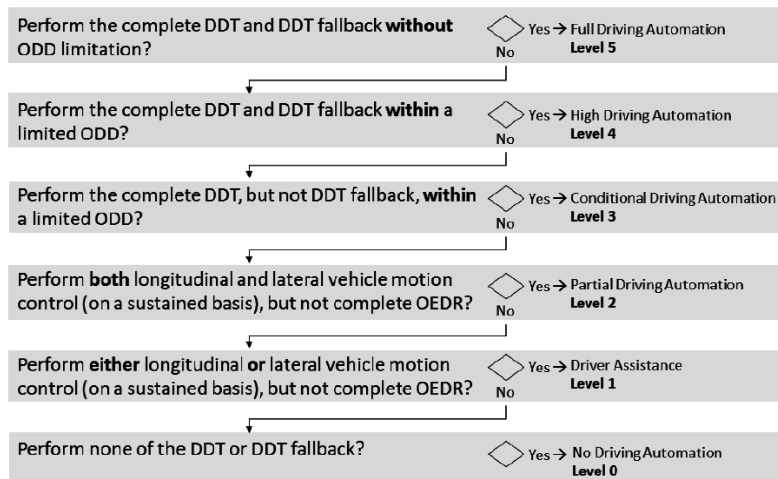 Perform the complete DDT and DDT fallback without
ODD limitation?
Yes → Full Driving Automation
Level 5
No
Perform the complete DDT and DDT fallback within a
limited ODD?
Yes → High Driving Automation
Level 4
No
Perform the complete DDT, but not DDT fallback, within
a limited ODD?
Yes → Conditional Driving Automation
Level 3
No
Perform both longitudinal and lateral vehicle motion
control (on a sustained basis), but not complete OEDR?
Yes → Partial Driving Automation
Level 2
No
Perform either longitudinal or lateral vehicle motion
control (on a sustained basis), but not complete OEDR?
Yes → Driver Assistance
Level 1
No
Perform none of the DDT or DDT fallback?
Yes → No Driving Automation
Level 0